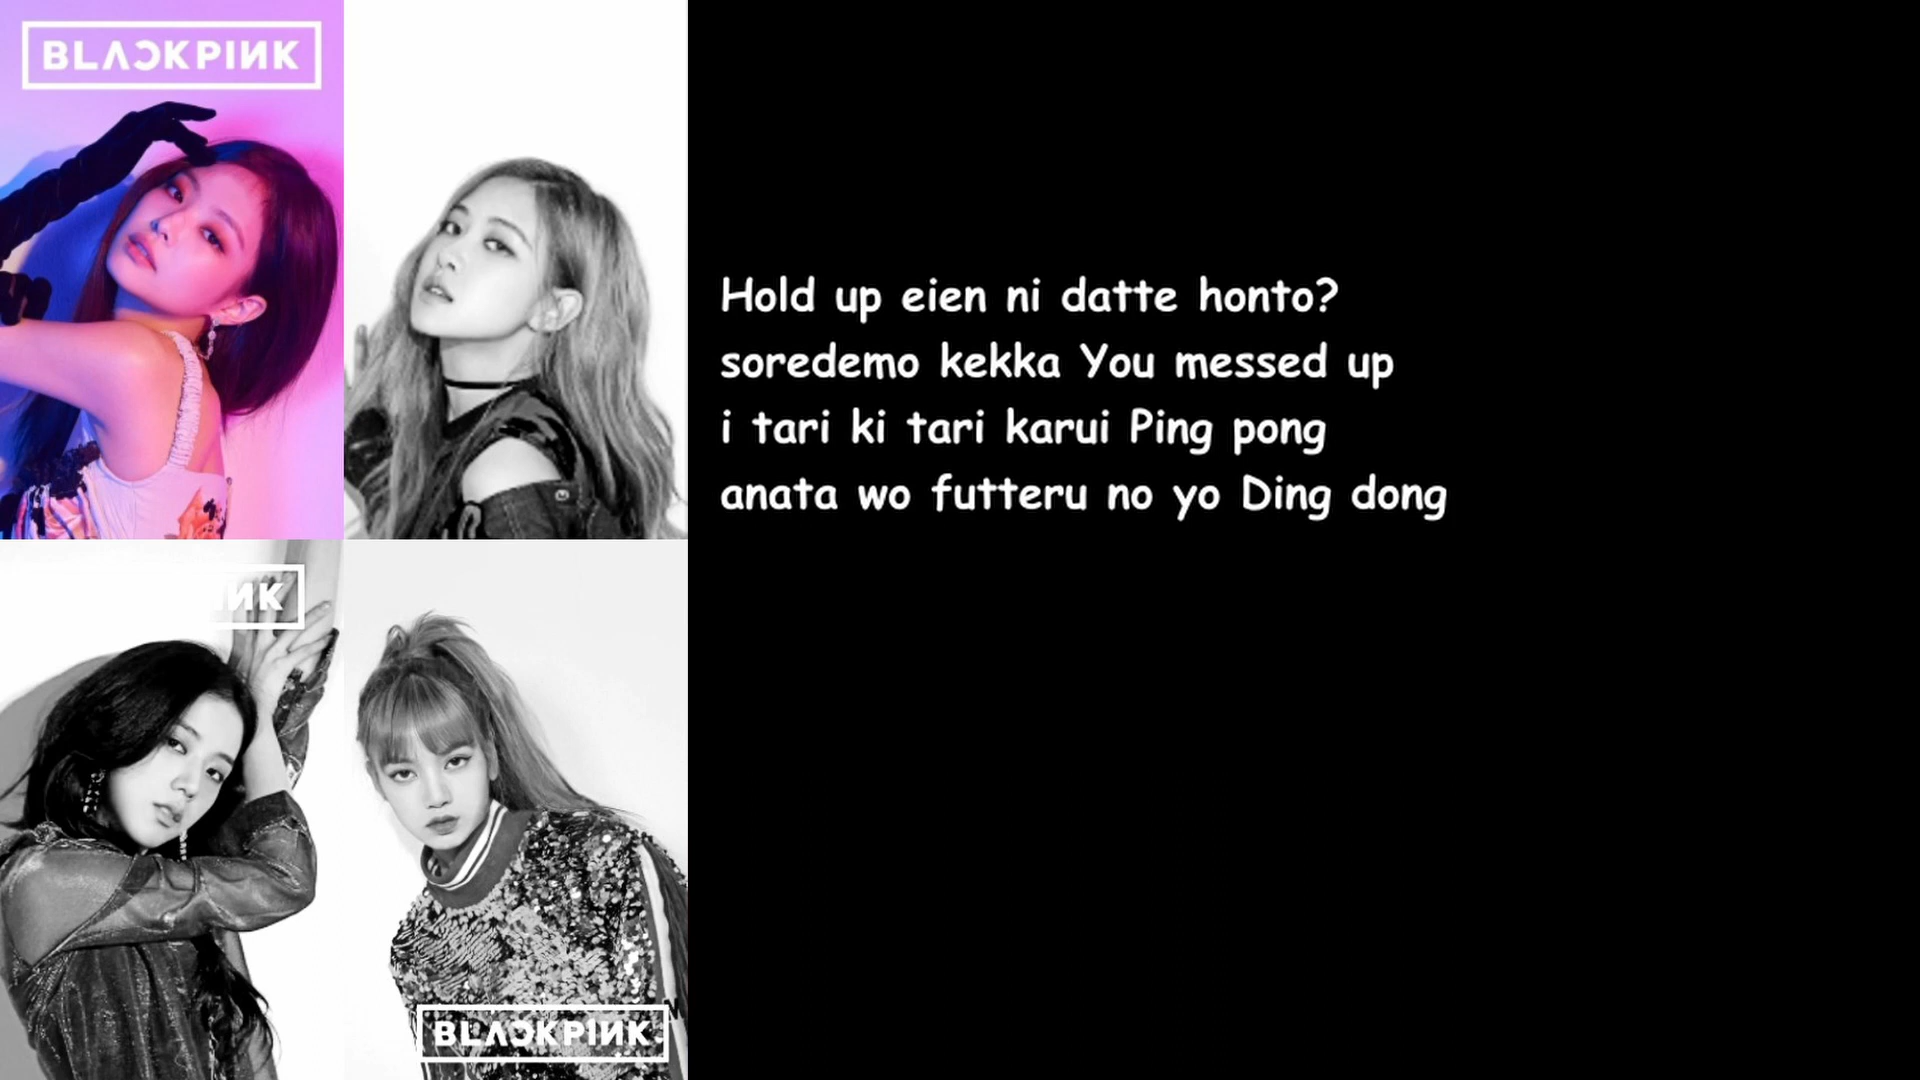 BLACKPINK
Hold up eien ni datte honto?
soredemo kekka You messed up
i tari ki tari karui Ping pong
anata wo futteru no yo Ding dong
INK
BLACKPINK